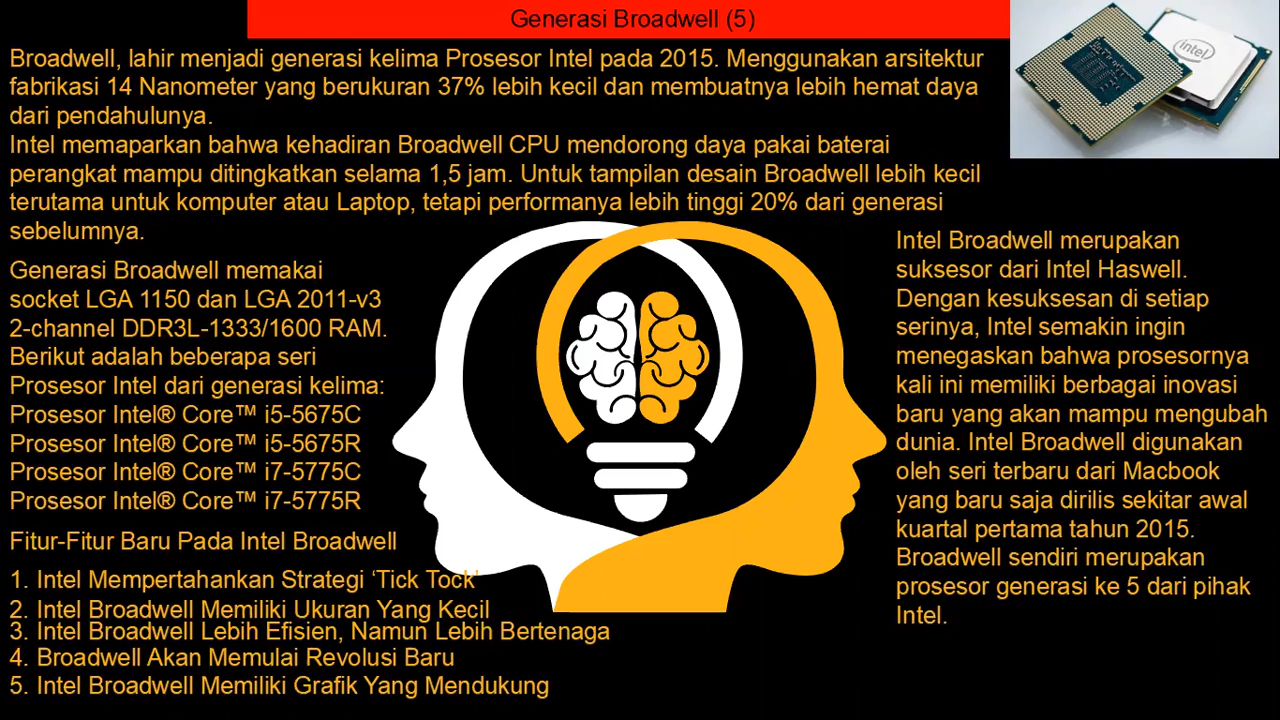 Generasi Broadwell (5)
intel
Broadwell, lahir menjadi generasi kelima Prosesor Intel pada 2015. Menggunakan arsitektur
fabrikasi 14 Nanometer yang berukuran 37% lebih kecil dan membuatnya lebih hemat daya
dari pendahulunya.
Intel memaparkan bahwa kehadiran Broadwell CPU mendorong daya pakai baterai
perangkat mampu ditingkatkan selama 1,5 jam. Untuk tampilan desain Broadwell lebih kecil
terutama untuk komputer atau Laptop, tetapi performanya lebih tinggi 20% dari generasi
sebelumnya.
Generasi Broadwell memakai
socket LGA 1150 dan LGA 2011-v3
2-channel DDR3L-1333/1600 RAM.
Berikut adalah beberapa seri
Prosesor Intel dari generasi kelima:
Prosesor Intel® Core™ i5-5675C
Prosesor Intel® Core™ i5-5675R
Prosesor Intel® Core™ i7-5775C
Prosesor Intel® Core™ i7-5775R
Fitur-Fitur Baru Pada Intel Broadwell
1. Intel Mempertahankan Strategi ‘Tick Tock’
2. Intel Broadwell Memiliki Ukuran Yang Kecil
3. Intel Broadwell Lebih Efisien, Namun Lebih Bertenaga
4. Broadwell Akan Memulai Revolusi Baru
5. Intel Broadwell Memiliki Grafik Yang Mendukung
Intel Broadwell merupakan
suksesor dari Intel Haswell.
Dengan kesuksesan di setiap
serinya, Intel semakin ingin
menegaskan bahwa prosesornya
kali ini memiliki berbagai inovasi
baru yang akan mampu mengubah
dunia. Intel Broadwell digunakan
oleh seri terbaru dari Macbook
yang baru saja dirilis sekitar awal
kuartal pertama tahun 2015.
Broadwell sendiri merupakan
prosesor generasi ke 5 dari pihak
Intel.